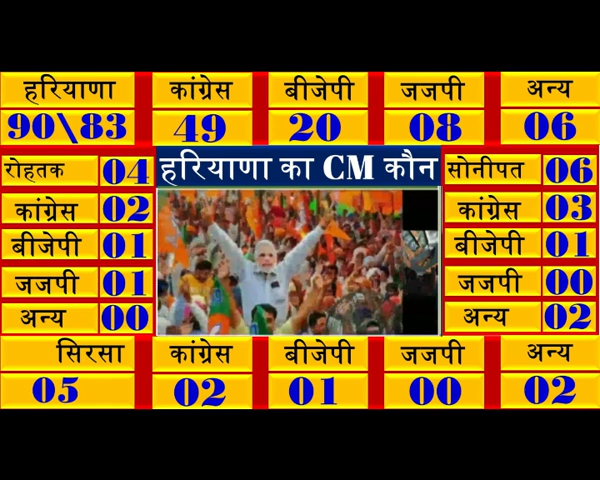 हरियाणा कांग्रेस बीजेपी जजपी अन्य
90\83 49 20 08 06
रोहतक 04 हरियाणा का CM कौन सोनीपत 06
कांग्रेस 02 कांग्रेस 03
बीजेपी 01 बीजेपी 01
जजपी 01 जजपी 00
अन्य 00 अन्य 02
सिरसा कांग्रेस बीजेपी जजपी अन्य
05 02 01 00 02